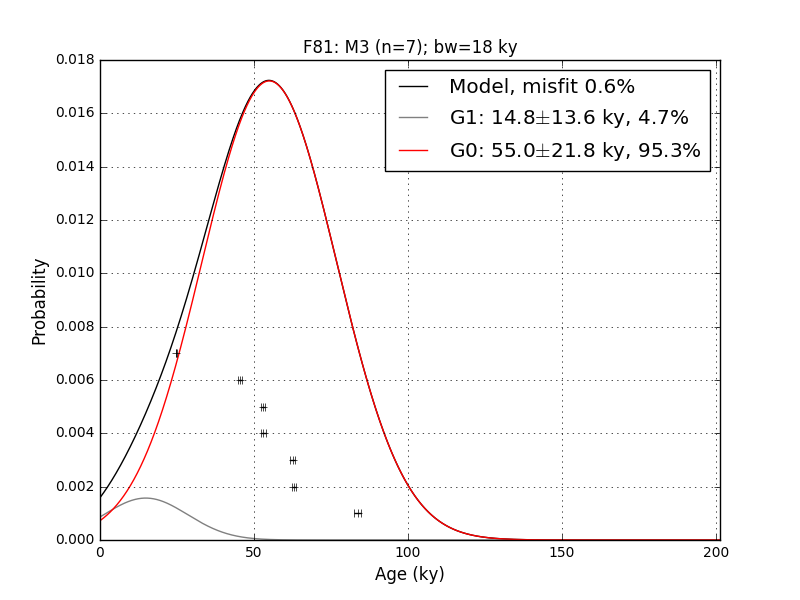 F81: M3 (n=7); bw=18 ky
Model, misfit 0.6%
G1: 14.8±13.6 ky, 4.7%
G0: 55.0±21.8 ky, 95.3%
Probability
0.018
0.016
0.014
0.012
0.010
0.008
0.006
0.004
0.002
0.000
0
50
100
150
200
Age (ky)